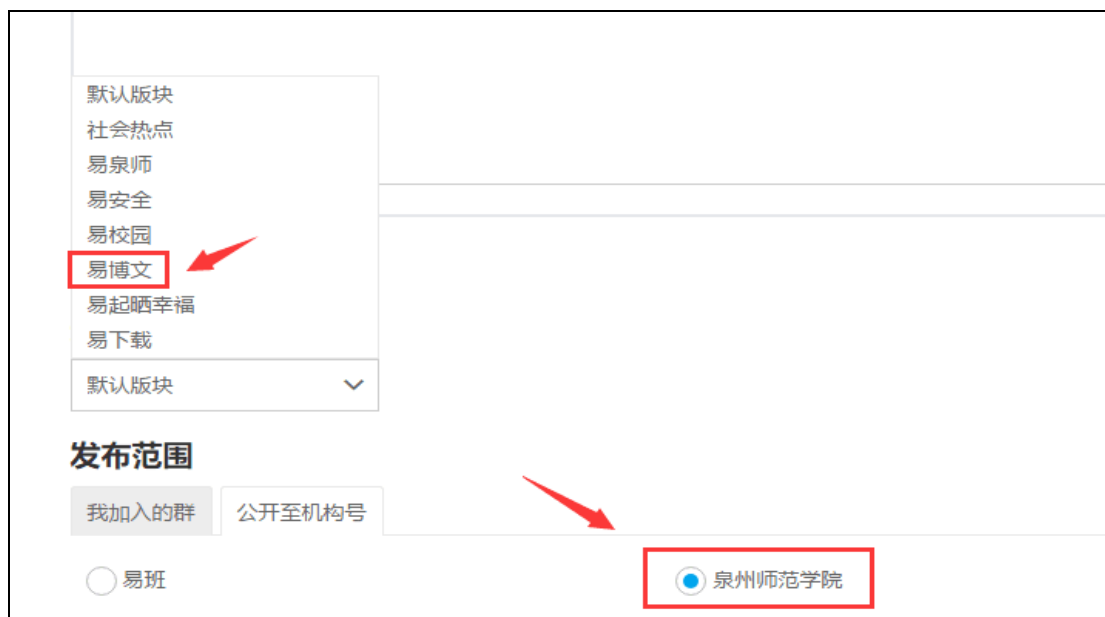 默认版块
社会热点
易泉师
易安全
易校园
易博文
易起晒幸福
易下载
默认版块
发布范围
我加入的群 公开至机构号
易班 泉州师范学院